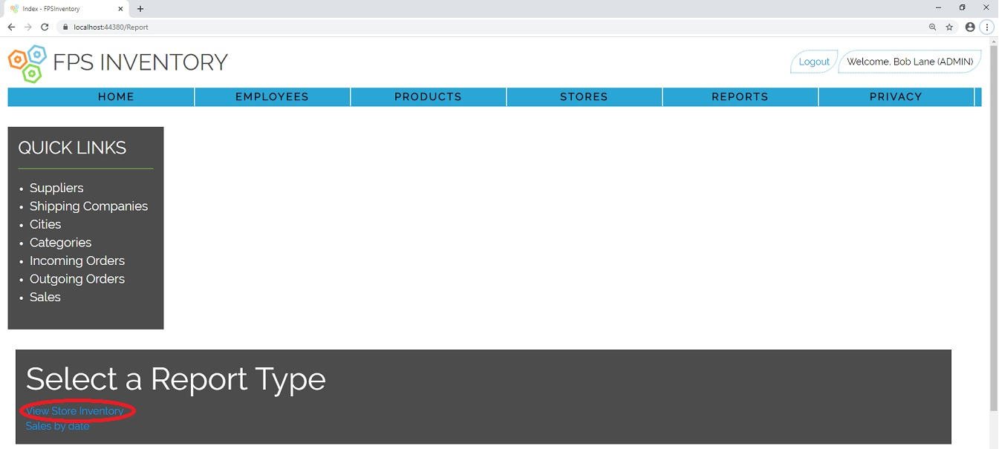 Index - FPSInventory
localhost:44380/Report
FPS INVENTORY
Logout
Welcome, Bob Lane (ADMIN)
HOME EMPLOYEES PRODUCTS STORES REPORTS PRIVACY
QUICK LINKS
• Suppliers
• Shipping Companies
• Cities
• Categories
• Incoming Orders
• Outgoing Orders
• Sales
Select a Report Type
View Store Inventory
Sales by date